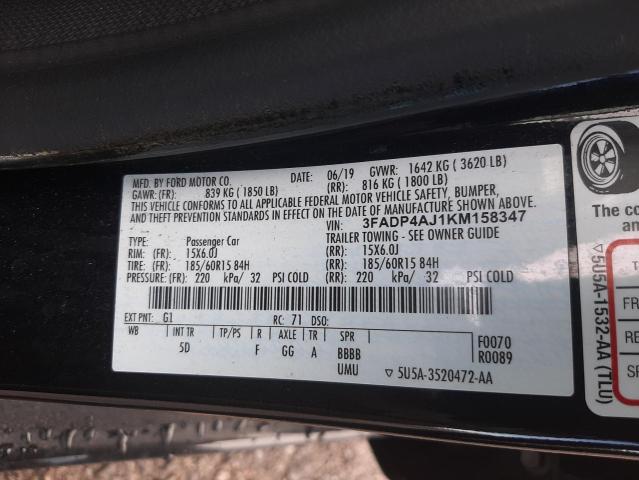 MFD. BY FORD MOTOR CO.
DATE: 06/19 GVWR: 1642 KG ( 3620 LB)
GAWR: (FR): 839 KG ( 1850 LB) (RR): 816 KG ( 1800 LB)
THIS VEHICLE CONFORMS TO ALL APPLICABLE FEDERAL MOTOR VEHICLE SAFETY, BUMPER,
AND THEFT PREVENTION STANDARDS IN EFFECT ON THE DATE OF MANUFACTURE SHOWN ABOVE.
VIN: 3FADP4AJ1KM158347
TYPE: Passenger Car TRAILER TOWING - SEE OWNER GUIDE
RIM: (FR): 15X6.0J (RR): 15X6.0J
TIRE: (FR): 185/60R15 84H (RR): 185/60R15 84H
PRESSURE: (FR): 220 kPa/ 32 PSI COLD (RR): 220 kPa/ 32 PSI COLD
EXT PNT: G1 RC: 71 DSO:
WB INT TR TP/PS R AXLE TR SPR
5D F GG A BBBB
UMU
F0070
R0089
▽ 5U5A-3520472-AA
The co
an
TI
FR
RE
SP
▽5U5A-1532-AA (TLU)